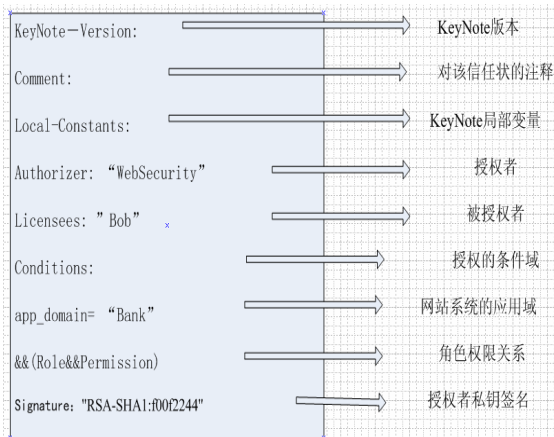 KeyNote—Version: KeyNote版本
Comment: 对该信任状的注释
Local-Constants: KeyNote局部变量
Authorizer: “WebSecurity” 授权者
Licensees: ”Bob” 被授权者
Conditions: 授权的条件域
app_domain= “Bank” 网站系统的应用域
&&(Role&&Permission) 角色权限关系
Signature: "RSA-SHA1:f00f2244" 授权者私钥签名